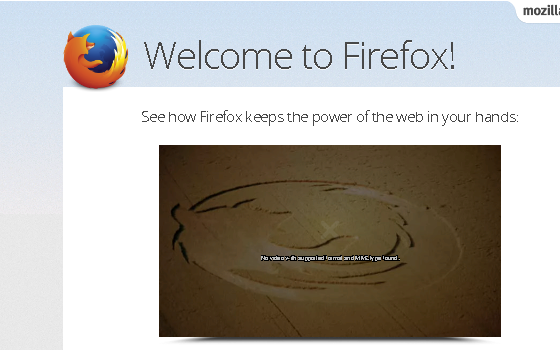 mozilla
Welcome to Firefox!
See how Firefox keeps the power of the web in your hands:
No video with supported format and MIME type found.